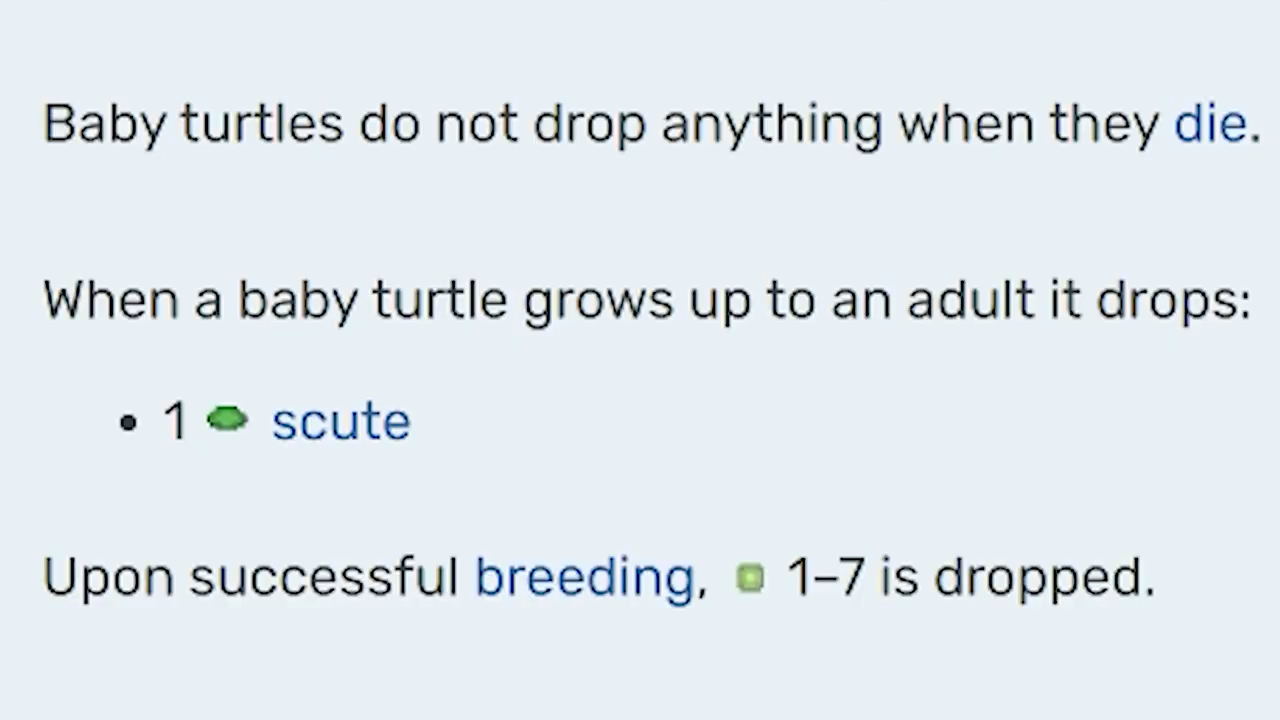 Baby turtles do not drop anything when they die.
When a baby turtle grows up to an adult it drops:
• 1 scute
Upon successful breeding, 1–7 is dropped.